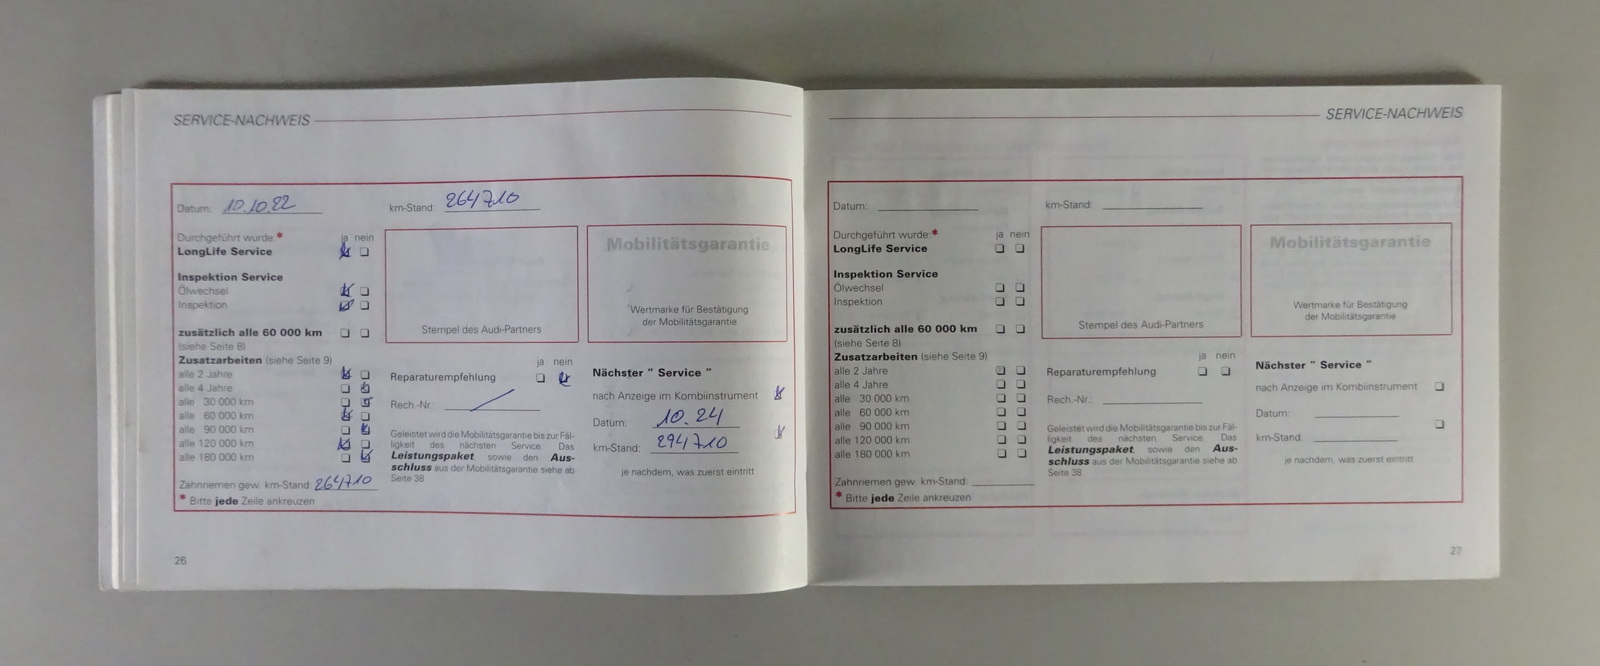 SERVICE-NACHWEIS
Datum: 10.10.22
km-Stand: 264710
Durchgeführt wurde:* ja nein
LongLife Service
Inspektion Service
Ölwechsel
Inspektion
zusätzlich alle 60 000 km
(siehe Seite 8)
Zusatzarbeiten (siehe Seite 9)
alle 2 Jahre
alle 4 Jahre
alle 30 000 km
alle 60 000 km
alle 90 000 km
alle 120 000 km
alle 180 000 km
Zahnriemen gew. km-Stand 264710
* Bitte jede Zeile ankreuzen
Stempel des Audi-Partners
Mobilitätsgarantie
Wertmarke für Bestätigung
der Mobilitätsgarantie
ja nein
Reparaturempfehlung
Rech.-Nr.:
Geleistet wird die Mobilitätsgarantie bis zur Fäl-
ligkeit des nächsten Service. Das
Leistungspaket sowie den Aus-
schluss aus der Mobilitätsgarantie siehe ab
Seite 38
Nächster " Service "
nach Anzeige im Kombiinstrument
Datum: 10.24
km-Stand: 294710
je nachdem, was zuerst eintritt
26
SERVICE-NACHWEIS
Datum:
km-Stand:
Durchgeführt wurde:* ja nein
LongLife Service
Inspektion Service
Ölwechsel
Inspektion
zusätzlich alle 60 000 km
(siehe Seite 8)
Zusatzarbeiten (siehe Seite 9)
alle 2 Jahre
alle 4 Jahre
alle 30 000 km
alle 60 000 km
alle 90 000 km
alle 120 000 km
alle 180 000 km
Zahnriemen gew. km-Stand:
* Bitte jede Zeile ankreuzen
Stempel des Audi-Partners
Mobilitätsgarantie
Wertmarke für Bestätigung
der Mobilitätsgarantie
ja nein
Reparaturempfehlung
Rech.-Nr.:
Geleistet wird die Mobilitätsgarantie bis zur Fäl-
ligkeit des nächsten Service. Das
Leistungspaket sowie den Aus-
schluss aus der Mobilitätsgarantie siehe ab
Seite 38
Nächster " Service "
nach Anzeige im Kombiinstrument
Datum:
km-Stand:
je nachdem, was zuerst eintritt
27